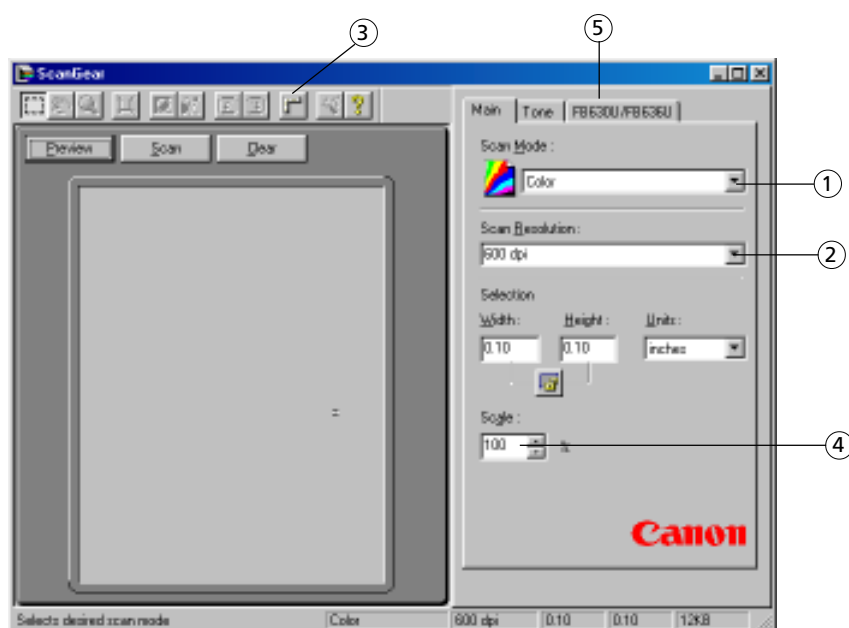 ③
⑤
ScanGear
Preview Scan Clear
Main Tone FB630U/FB636U
Scan Mode :
Color
①
Scan Resolution :
600 dpi
②
Selection
Width : Height : Units :
0.10 0.10 inches
Scale :
100 %
④
Canon
Selects desired scan mode Color 600 dpi 0.10 0.10 12KB